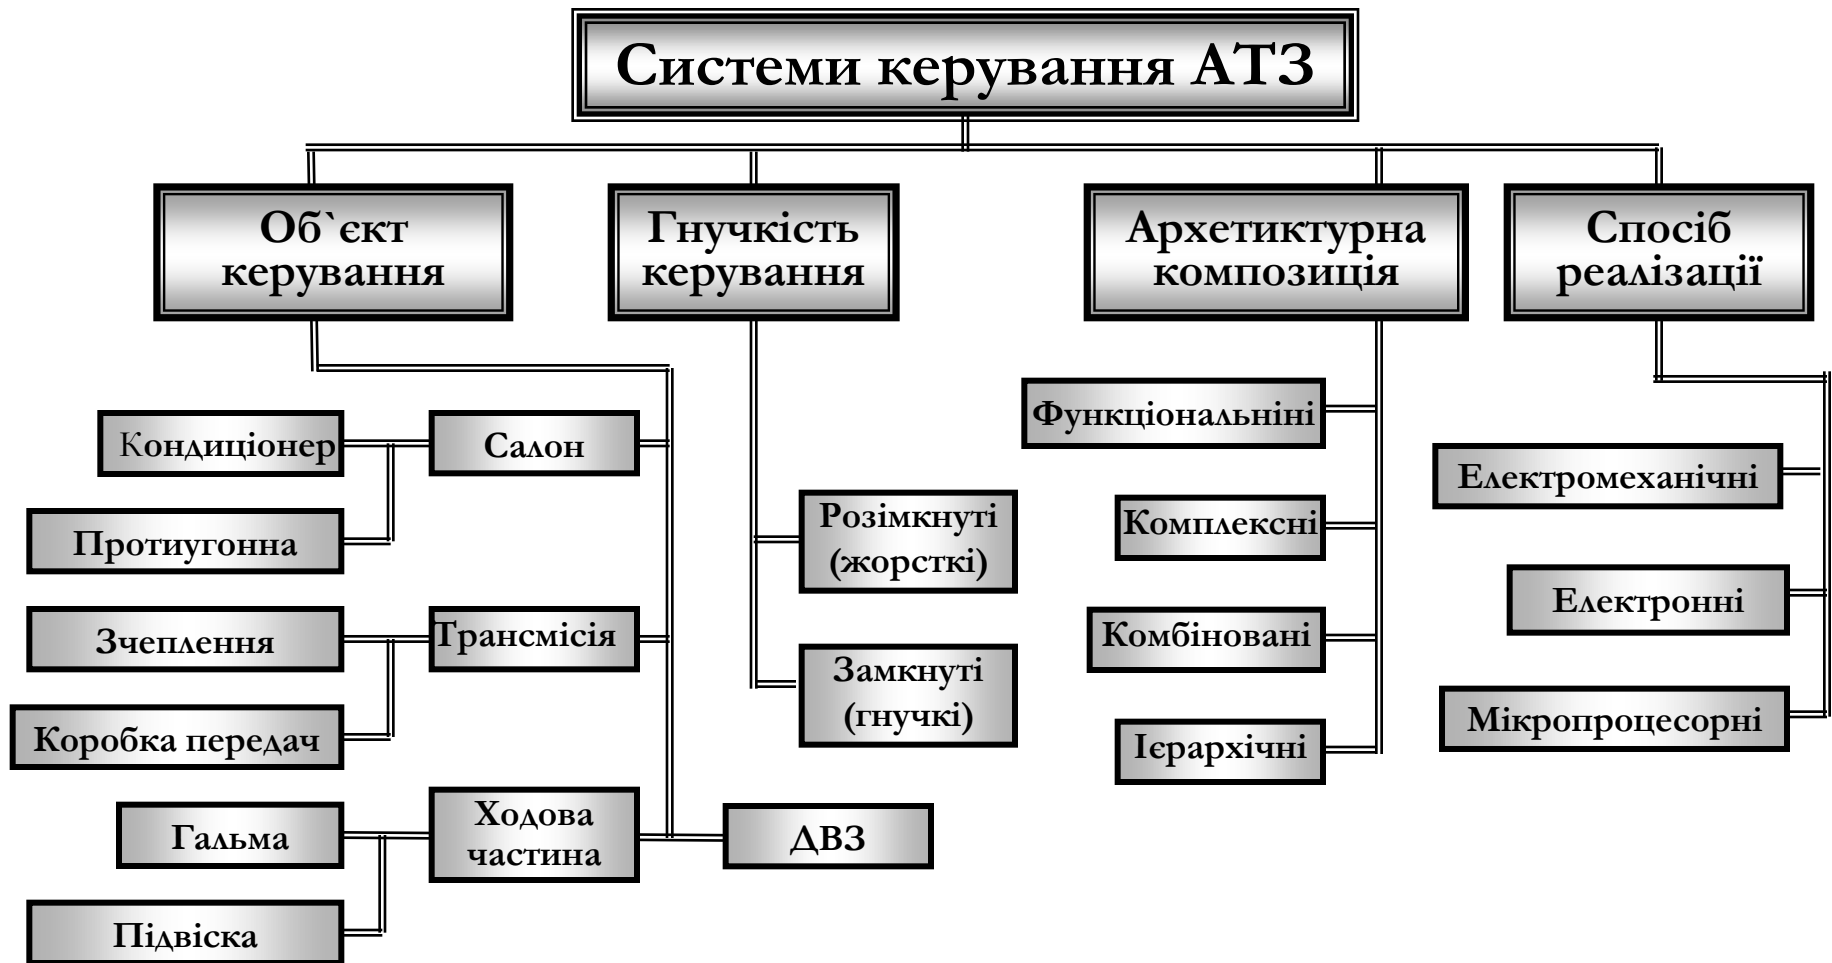 Системи керування АТЗ
Об`єкт
керування
Гнучкість
керування
Архетиктурна
композиція
Спосіб
реалізації
Кондиціонер
Салон
Протиугонна
Зчеплення
Трансмісія
Коробка передач
Гальма
Ходова
частина
ДВЗ
Підвіска
Розімкнуті
(жорсткі)
Замкнуті
(гнучкі)
Функціональніні
Комплексні
Комбіновані
Ієрархічні
Електромеханічні
Електронні
Мікропроцесорні